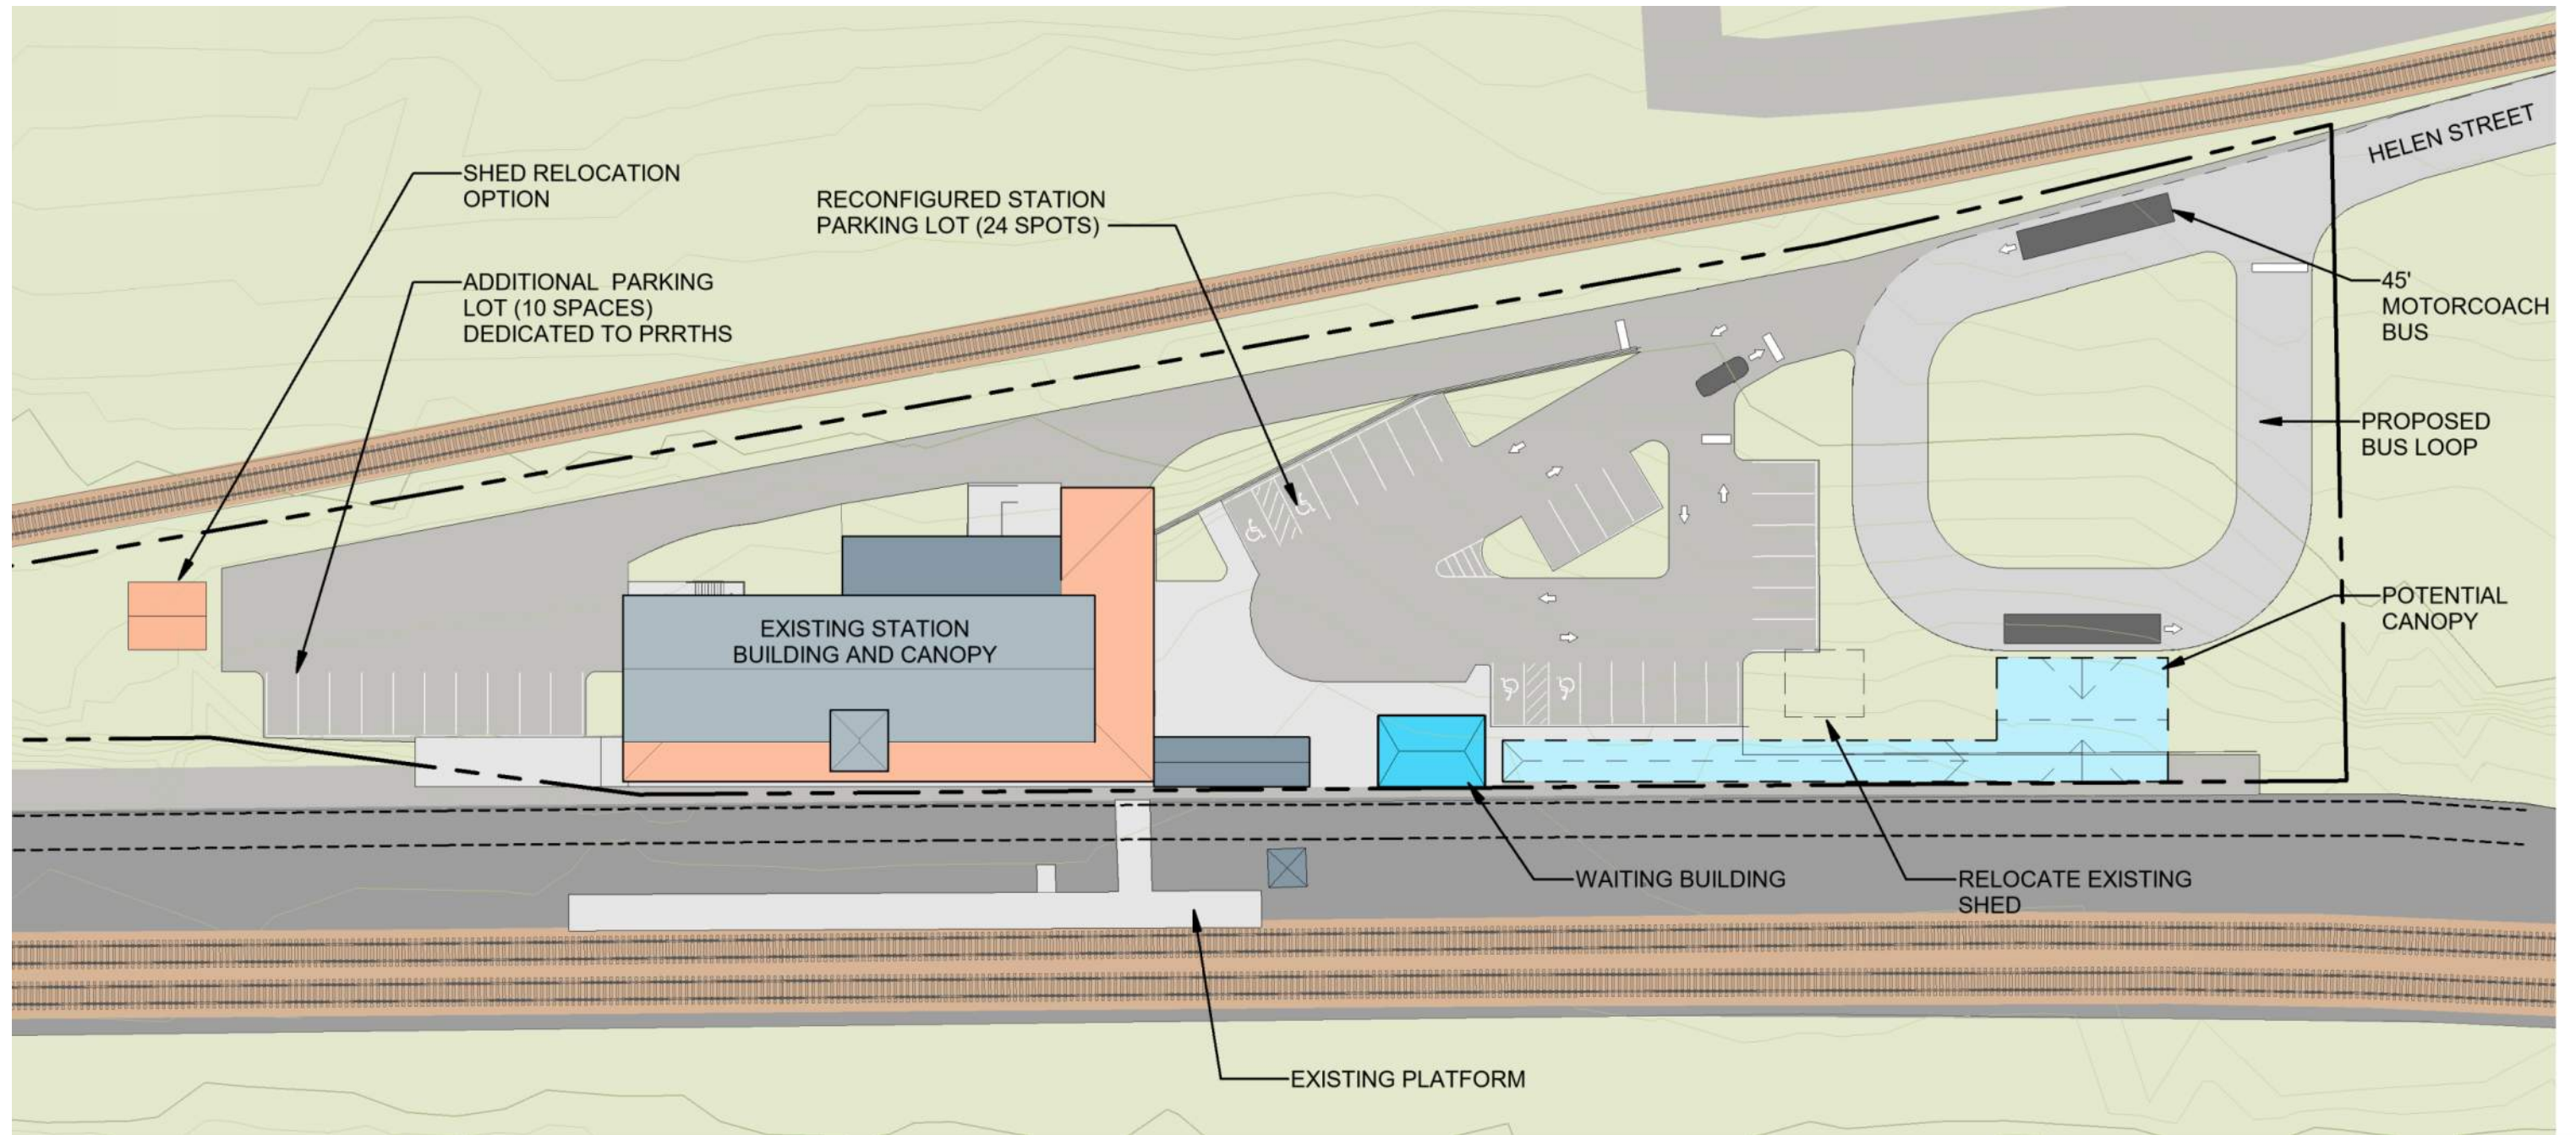 HELEN STREET
SHED RELOCATION
OPTION
RECONFIGURED STATION
PARKING LOT (24 SPOTS)
ADDITIONAL PARKING
LOT (10 SPACES)
DEDICATED TO PRRTHS
45'
MOTORCOACH
BUS
PROPOSED
BUS LOOP
POTENTIAL
CANOPY
EXISTING STATION
BUILDING AND CANOPY
WAITING BUILDING
RELOCATE EXISTING
SHED
EXISTING PLATFORM